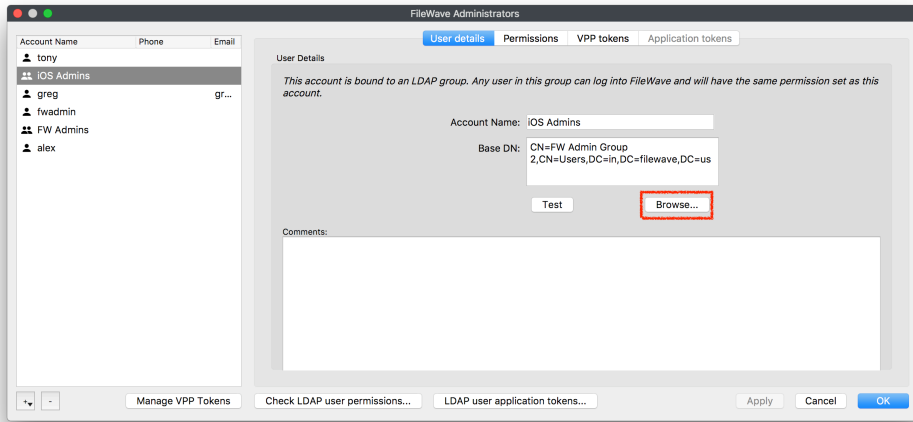 FileWave Administrators
Account Name Phone Email
tony
iOS Admins
greg gr...
fwadmin
FW Admins
alex
User details Permissions VPP tokens Application tokens
User Details
This account is bound to an LDAP group. Any user in this group can log into FileWave and will have the same permission set as this
account.
Account Name: iOS Admins
Base DN: CN=FW Admin Group
2,CN=Users,DC=in,DC=filewave,DC=us
Test Browse...
Comments:
+ - Manage VPP Tokens Check LDAP user permissions... LDAP user application tokens... Apply Cancel OK